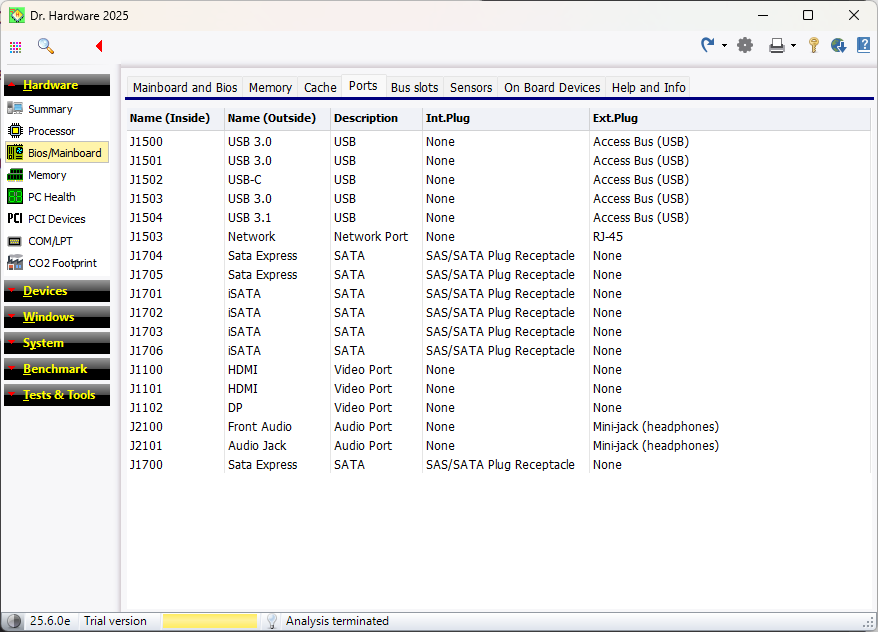 Dr. Hardware 2025
Hardware
Summary
Processor
Bios/Mainboard
Memory
PC Health
PCI PCI Devices
COM/LPT
CO2 Footprint
Devices
Windows
System
Benchmark
Tests & Tools
Mainboard and Bios Memory Cache Ports Bus slots Sensors On Board Devices Help and Info
Name (Inside) Name (Outside) Description Int.Plug Ext.Plug
J1500 USB 3.0 USB None Access Bus (USB)
J1501 USB 3.0 USB None Access Bus (USB)
J1502 USB-C USB None Access Bus (USB)
J1503 USB 3.0 USB None Access Bus (USB)
J1504 USB 3.1 USB None Access Bus (USB)
J1503 Network Network Port None RJ-45
J1704 Sata Express SATA SAS/SATA Plug Receptacle None
J1705 Sata Express SATA SAS/SATA Plug Receptacle None
J1701 iSATA SATA SAS/SATA Plug Receptacle None
J1702 iSATA SATA SAS/SATA Plug Receptacle None
J1703 iSATA SATA SAS/SATA Plug Receptacle None
J1706 iSATA SATA SAS/SATA Plug Receptacle None
J1100 HDMI Video Port None None
J1101 HDMI Video Port None None
J1102 DP Video Port None None
J2100 Front Audio Audio Port None Mini-jack (headphones)
J2101 Audio Jack Audio Port None Mini-jack (headphones)
J1700 Sata Express SATA SAS/SATA Plug Receptacle None
25.6.0e Trial version Analysis terminated